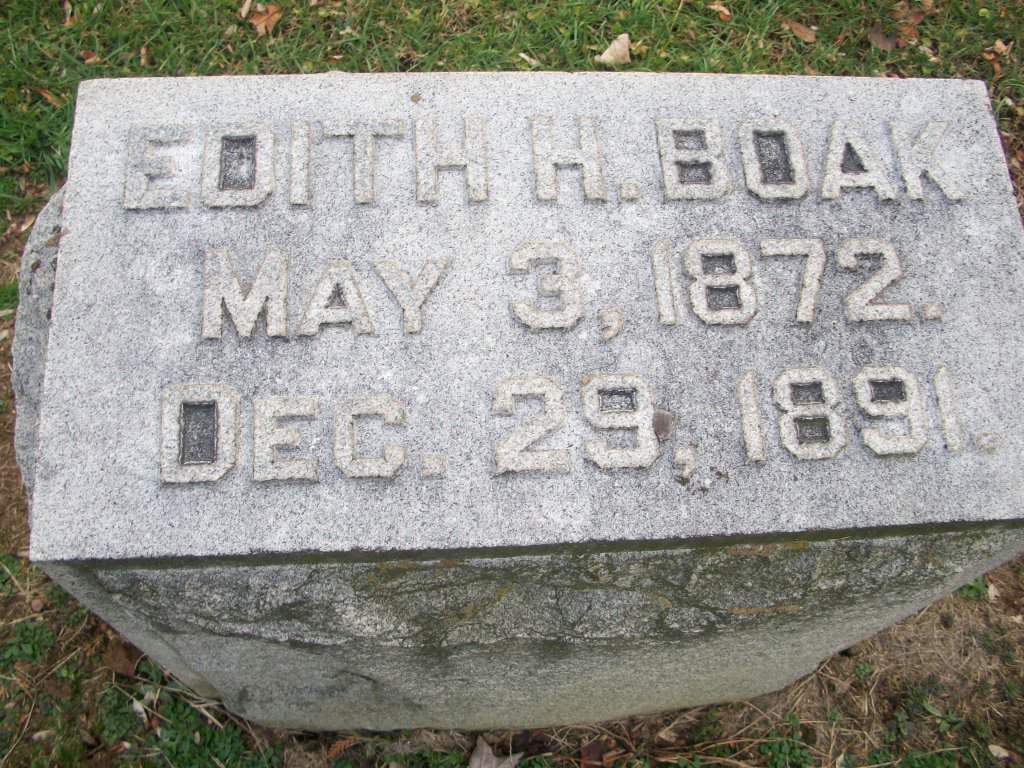 EDITH H. BOAK
MAY 3, 1872.
DEC. 29, 1891.